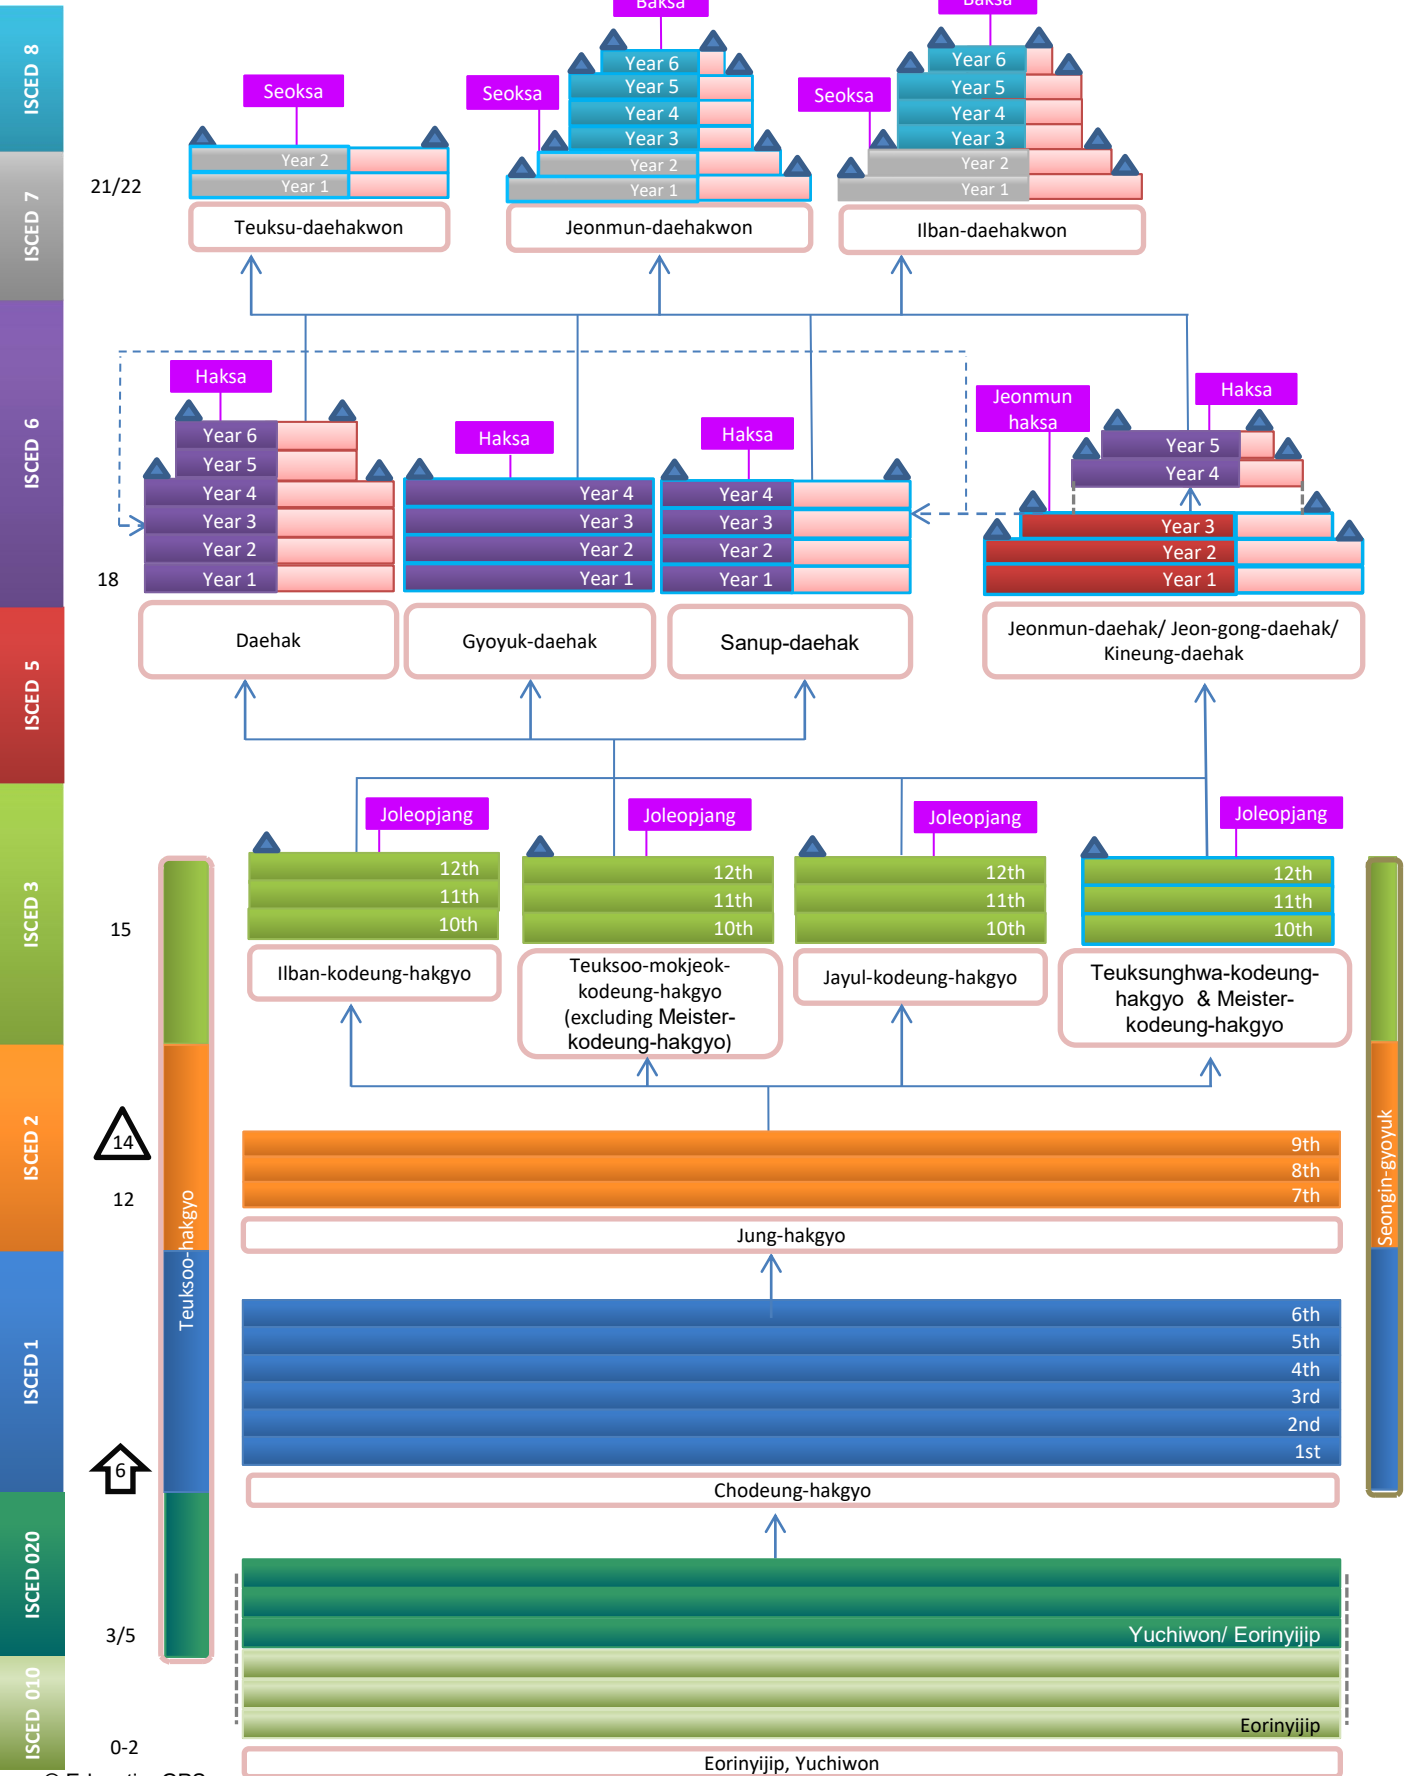 Baksa
Baksa
ISCED 8
Seoksa
Year 6
Year 5
Year 4
Year 3
Year 2
Year 1
Seoksa
Year 6
Year 5
Year 4
Year 3
Year 2
Year 1
Seoksa
Year 2
Year 1
ISCED 7
21/22
Teuksu-daehakwon
Jeonmun-daehakwon
Ilban-daehakwon
ISCED 6
Haksa
Year 6
Year 5
Year 4
Year 3
Year 2
Year 1
Haksa
Year 4
Year 3
Year 2
Year 1
Haksa
Year 4
Year 3
Year 2
Year 1
Jeonmun
haksa
Haksa
Year 5
Year 4
Year 3
Year 2
Year 1
18
Daehak
Gyoyuk-daehak
Sanup-daehak
Jeonmun-daehak/ Jeon-gong-daehak/
Kineung-daehak
ISCED 5
ISCED 3
Joleopjang
12th
11th
10th
Joleopjang
12th
11th
10th
Joleopjang
12th
11th
10th
Joleopjang
12th
11th
10th
15
Ilban-kodeung-hakgyo
Teuksoo-mokjeok-
kodeung-hakgyo
(excluding Meister-
kodeung-hakgyo)
Jayul-kodeung-hakgyo
Teuksunghwa-kodeung-
hakgyo & Meister-
kodeung-hakgyo
ISCED 2
14
12
Teuksoo-hakgyo
9th
8th
7th
Seongin-gyoyuk
Jung-hakgyo
ISCED 1
6th
5th
4th
3rd
2nd
1st
6
Chodeung-hakgyo
ISCED 020
3/5
Yuchiwon/ Eorinyijip
ISCED 010
Eorinyijip
0-2
Eorinyijip, Yuchiwon